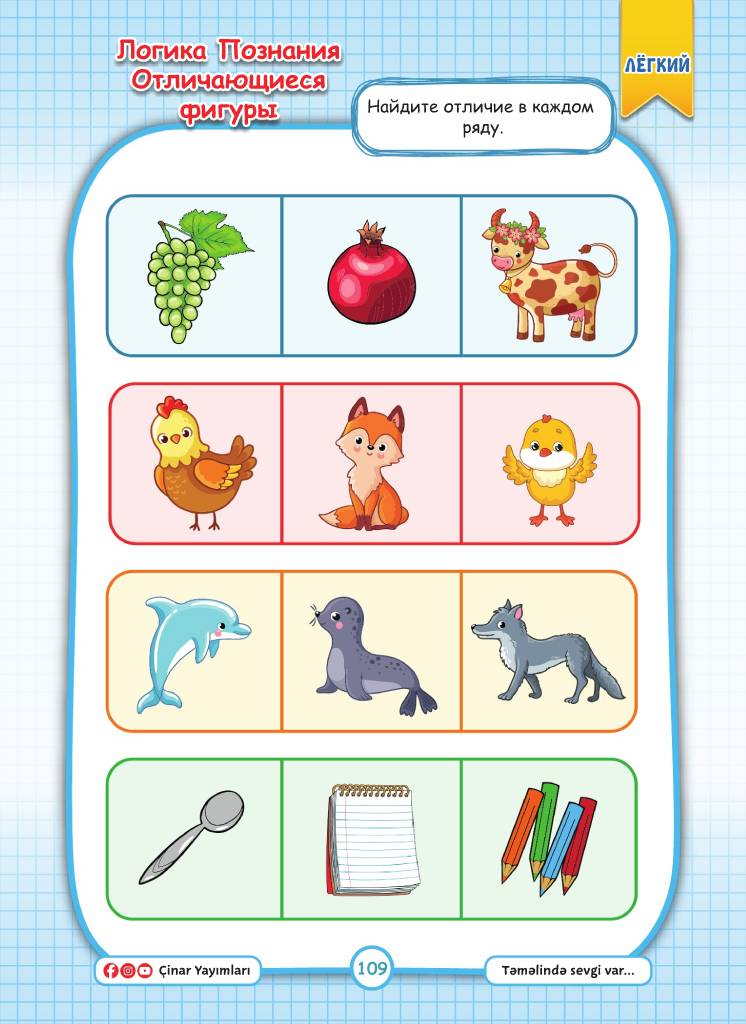 Логика Познания
Отличающиеся
фигуры
Найдите отличие в каждом
ряду.
ЛЁГКИЙ
Çinar Yayımları
109
Təməlində sevgi var...